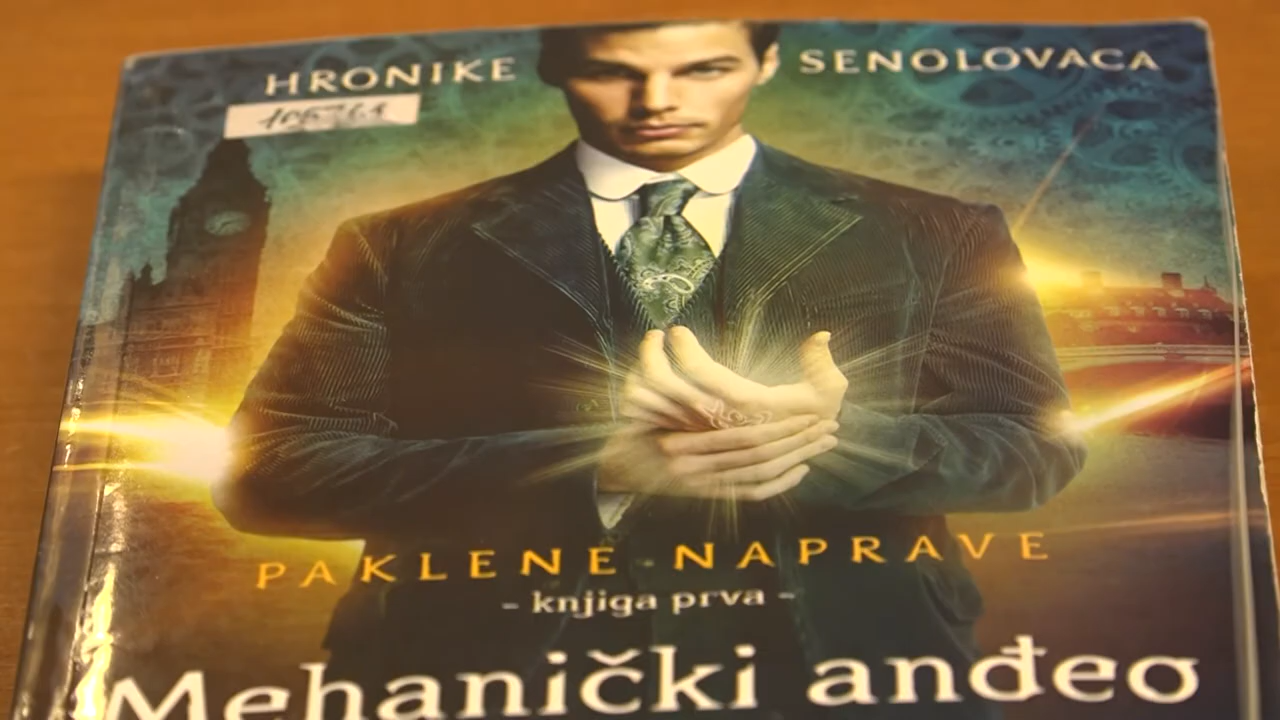 HRONIKE SENOLOVACA
PAKLENE NAPRAVE
- knjiga prva -
Mehanički anđeo